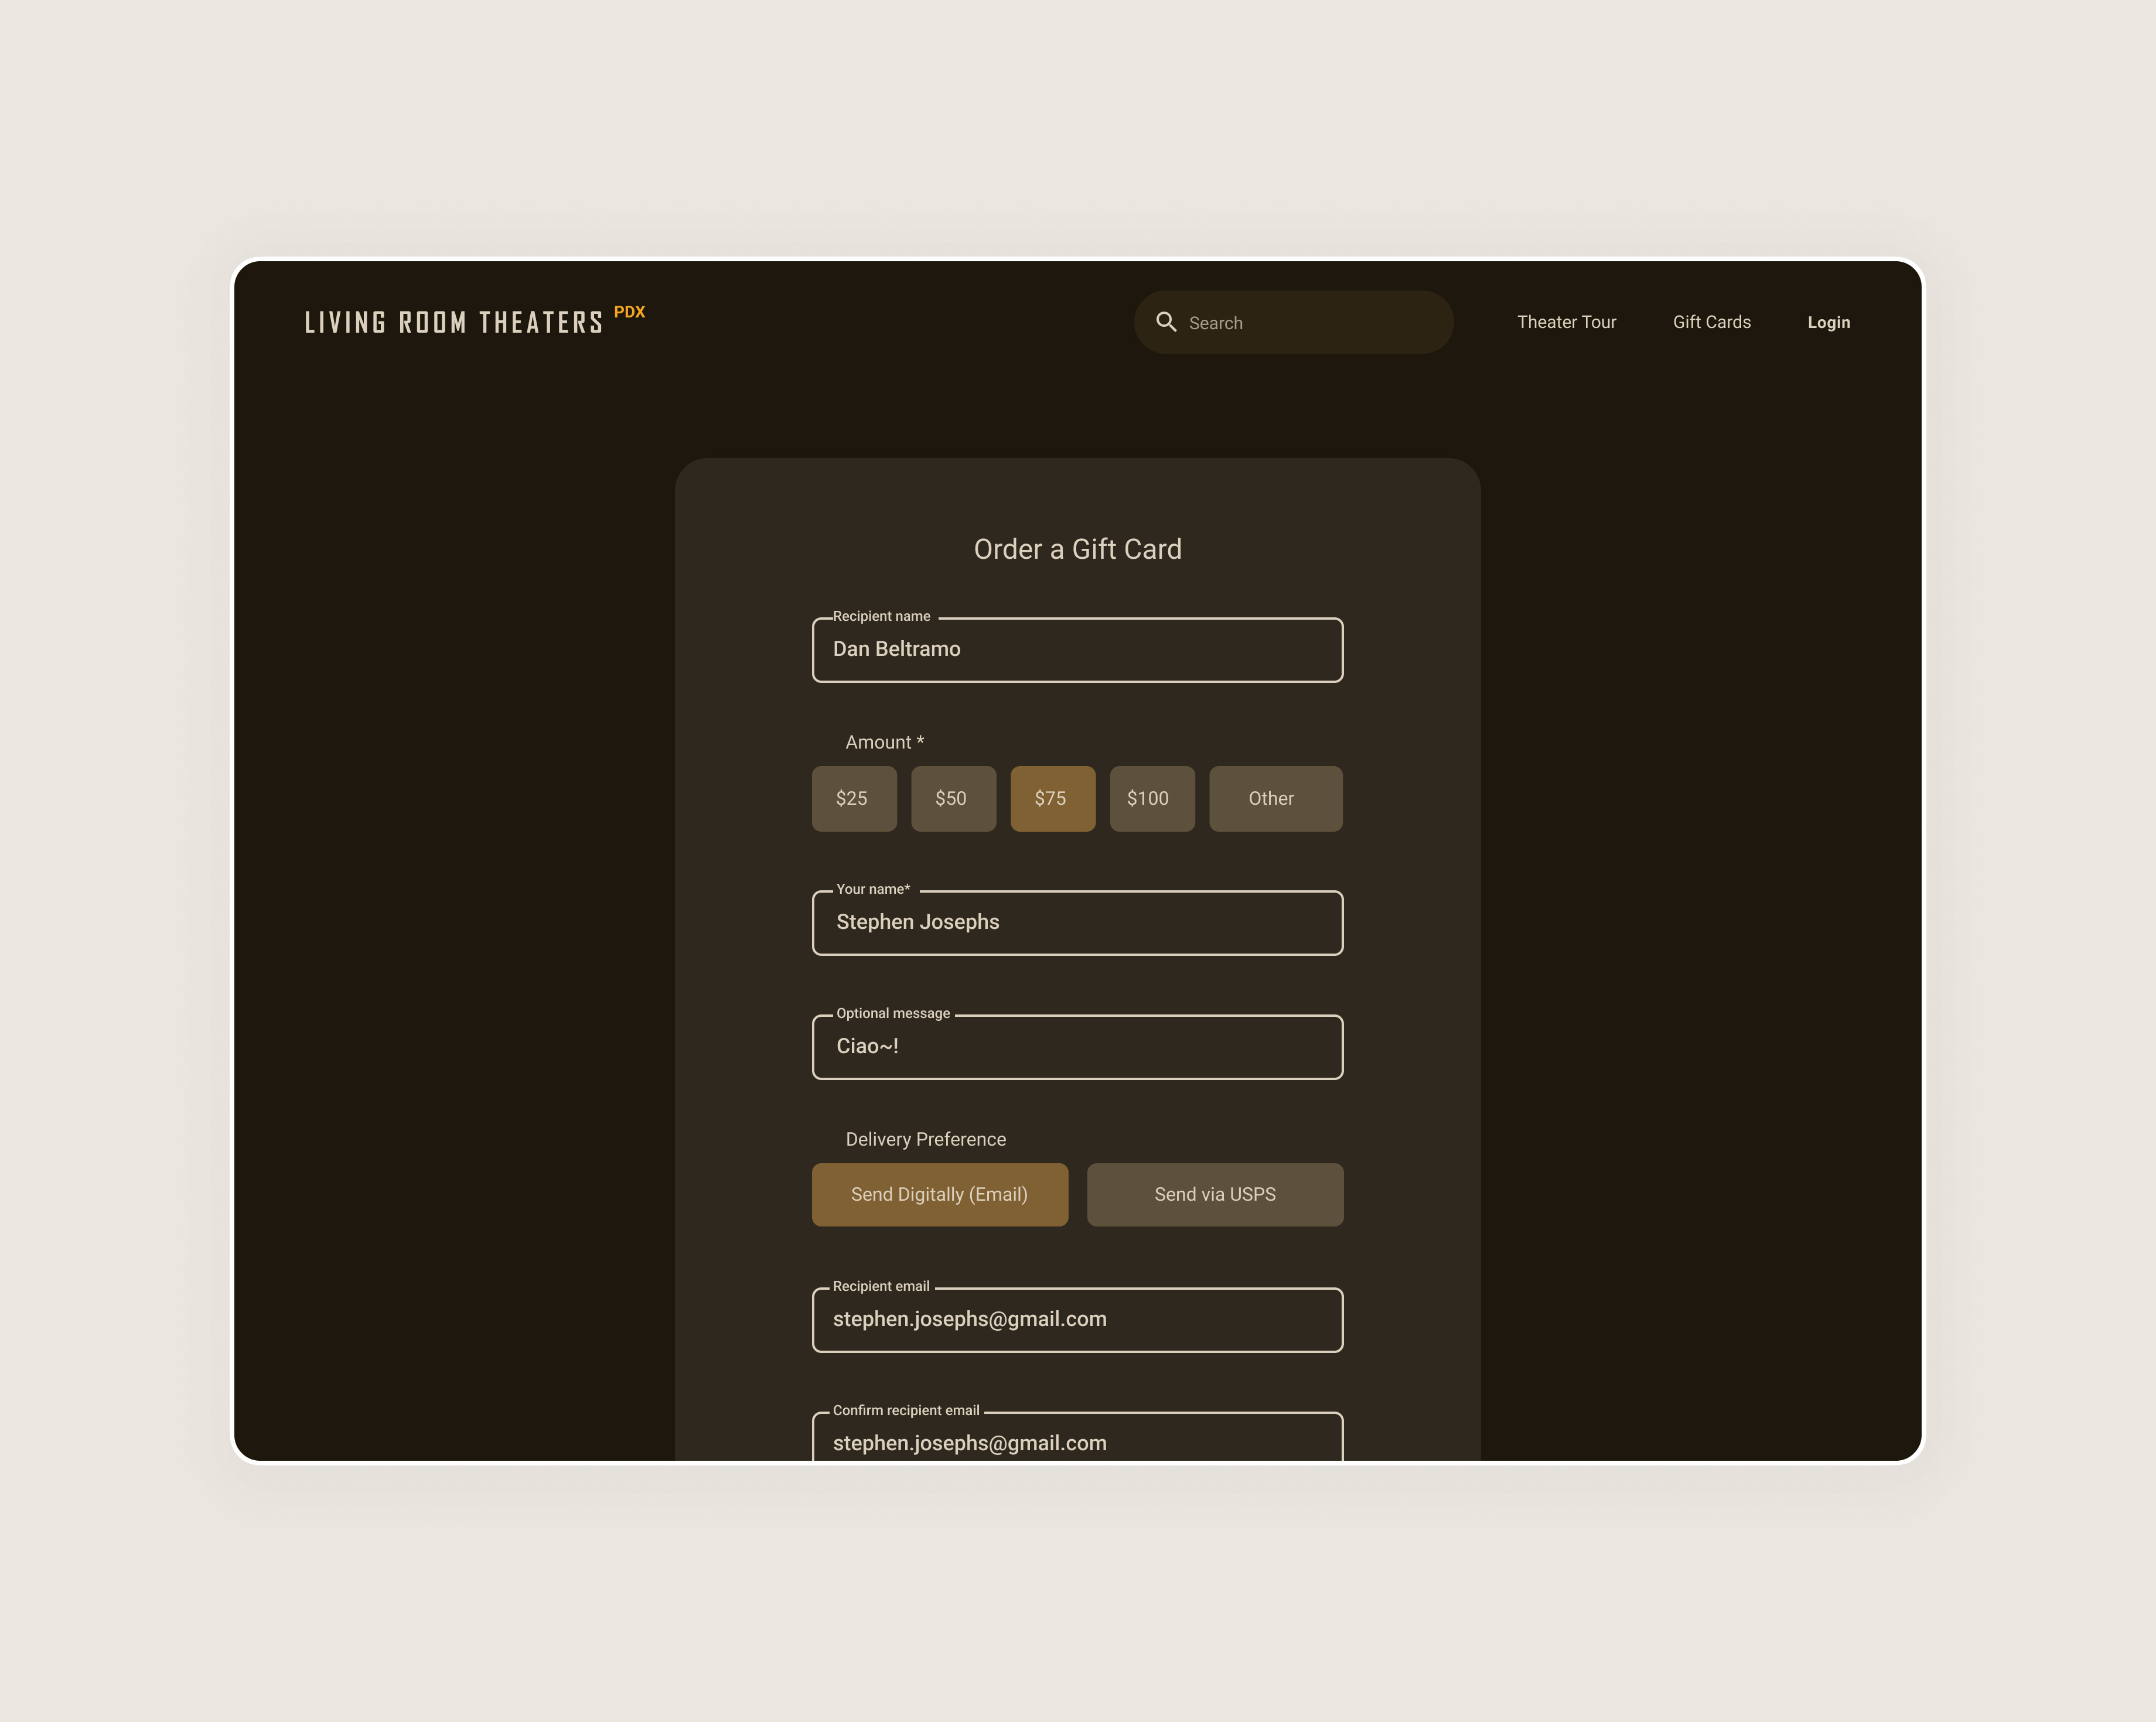 LIVING ROOM THEATERS PDX
Search
Theater Tour
Gift Cards
Login
Order a Gift Card
Recipient name
Dan Beltramo
Amount *
$25
$50
$75
$100
Other
Your name*
Stephen Josephs
Optional message
Ciao~!
Delivery Preference
Send Digitally (Email)
Send via USPS
Recipient email
stephen.josephs@gmail.com
Confirm recipient email
stephen.josephs@gmail.com